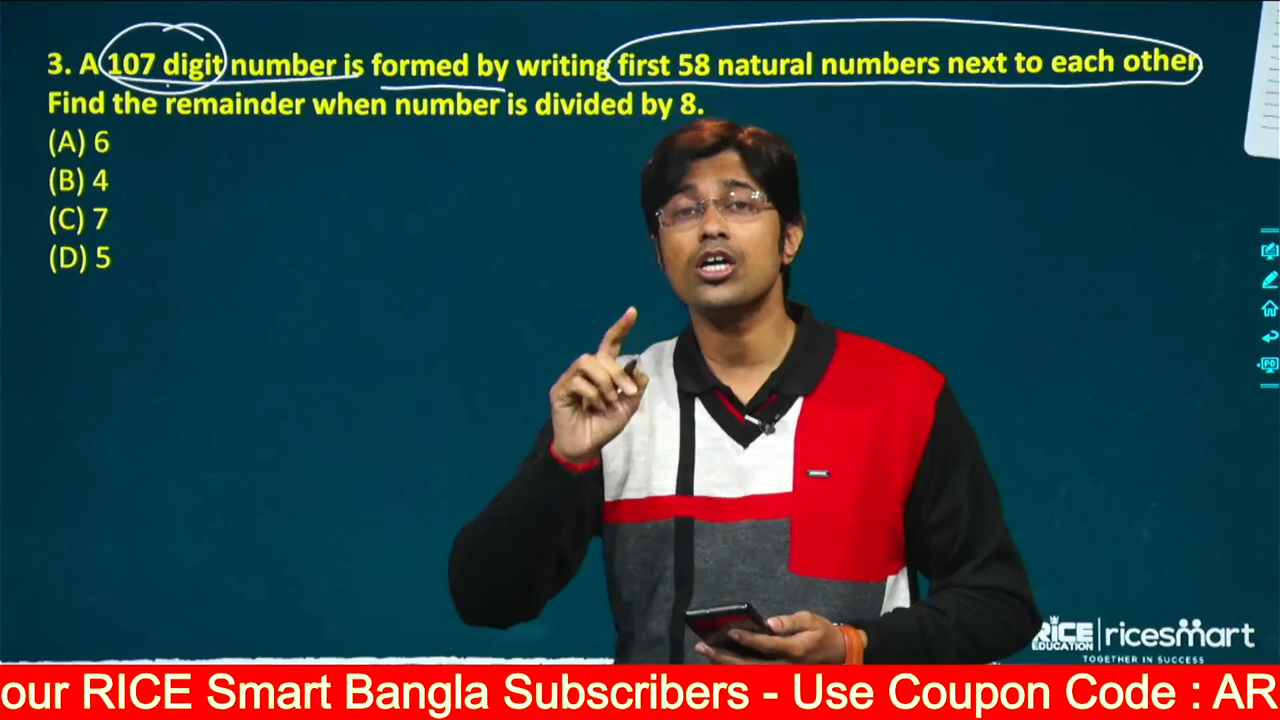 3. A 107 digit number is formed by writing first 58 natural numbers next to each other.
Find the remainder when number is divided by 8.
(A) 6
(B) 4
(C) 7
(D) 5
RICE EDUCATION ricesmart
TOGETHER IN SUCCESS
our RICE Smart Bangla Subscribers - Use Coupon Code : AR